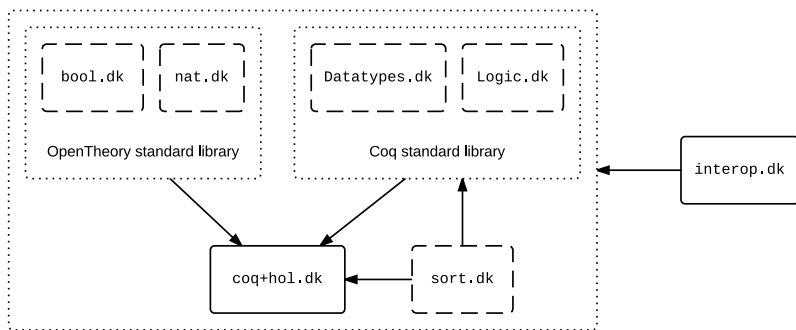 bool.dk
nat.dk
Datatypes.dk
Logic.dk
OpenTheory standard library
Coq standard library
interop.dk
coq+hol.dk
sort.dk